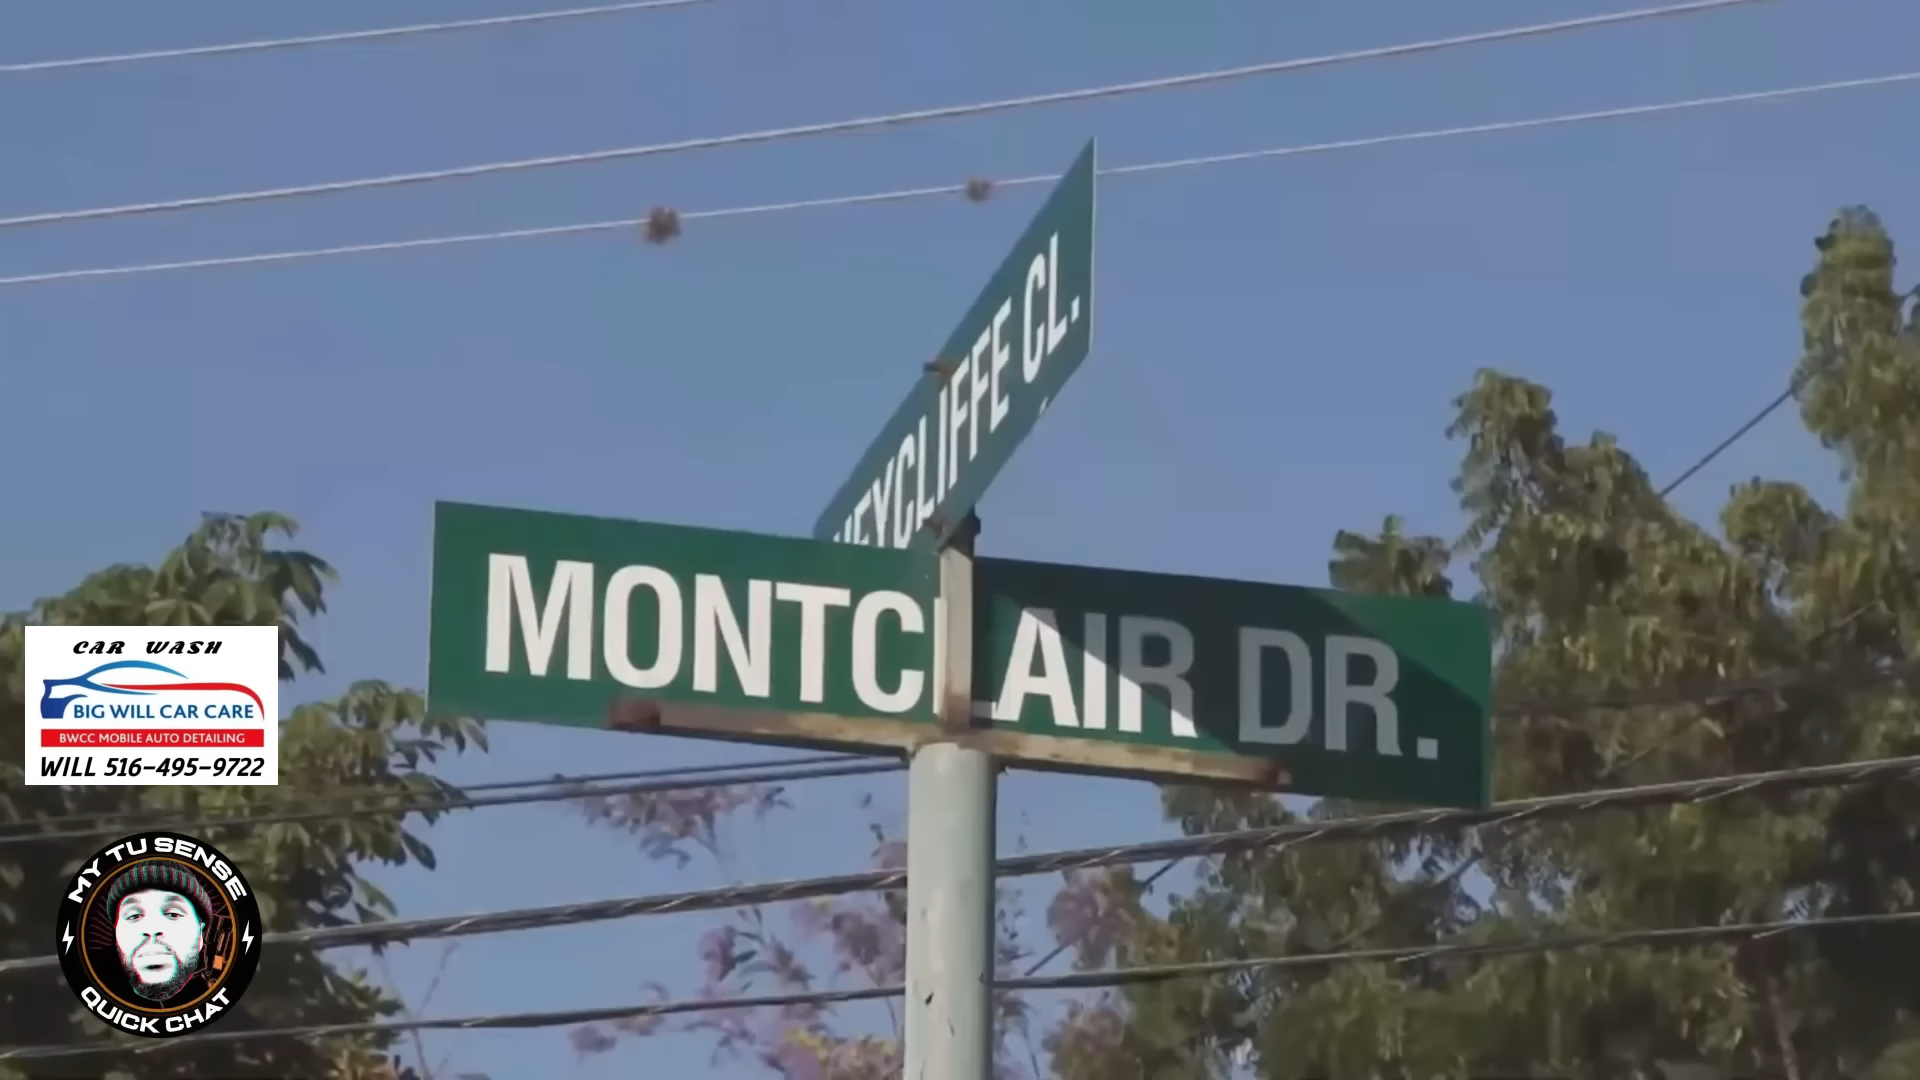 CL.
MONTCLAIR DR.
CAR WASH
BIG WILL CAR CARE
BWCC MOBILE AUTO DETAILING
WILL 516-495-9722
MY TU SENSE
QUICK CHAT